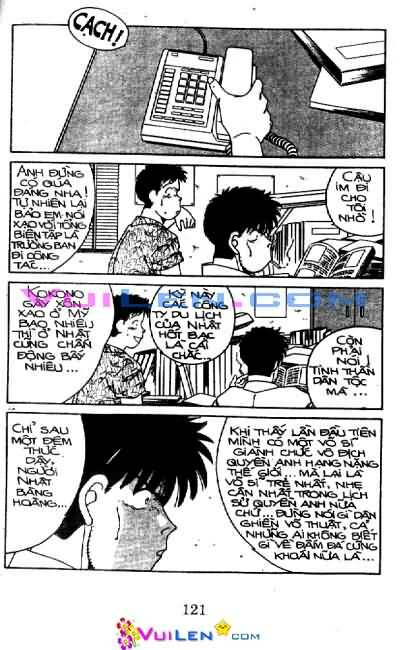 CẠCH!
ANH ĐỪNG
CÓ QUÁ
ĐÁNG NHA!
TỰ NHIÊN LẠI
BẢO EM NÓI
XẠO VỚI TỔNG
BIÊN TẬP LÀ
TRƯỞNG BAN
ĐI CÔNG
TÁC...
CẬU
IM ĐI
CHO
TÔI
NHỜ!
KOKONO
GÂY XÔN
XAO Ở MỸ
BAO NHIÊU
THÌ Ở NHẬT
CŨNG CHẤN
ĐỘNG BẤY
NHIÊU...
KỲ NÀY
CÁC CÔNG
TY DU LỊCH
CỦA NHẬT
HỐT BẠC
LÀ CÁI
CHẮC...
CÒN
PHẢI
NÓI!
TINH THẦN
DÂN TỘC
MÀ...
VUILEN.COM
CHỈ SAU
MỘT ĐÊM
THỨC
DẬY,
NGƯỜI
NHẬT
BÀNG
HOÀNG...
KHI THẤY LẦN ĐẦU TIÊN
MÌNH CÓ MỘT VÕ SĨ
GIÀNH CHỨC VÔ ĐỊCH
QUYỀN ANH HẠNG NẶNG
THẾ GIỚI... MÀ LẠI LÀ
VÕ SĨ TRẺ NHẤT, NHẸ
CÂN NHẤT TRONG LỊCH
SỬ QUYỀN ANH NỮA
CHỨ... ĐỪNG NÓI GÌ DÂN
GHIỀN VÕ THUẬT, CẢ
NHỮNG AI KHÔNG BIẾT
GÌ VỀ ĐẤM ĐÁ CŨNG
KHOÁI NỮA LÀ...
121
VUILEN.COM